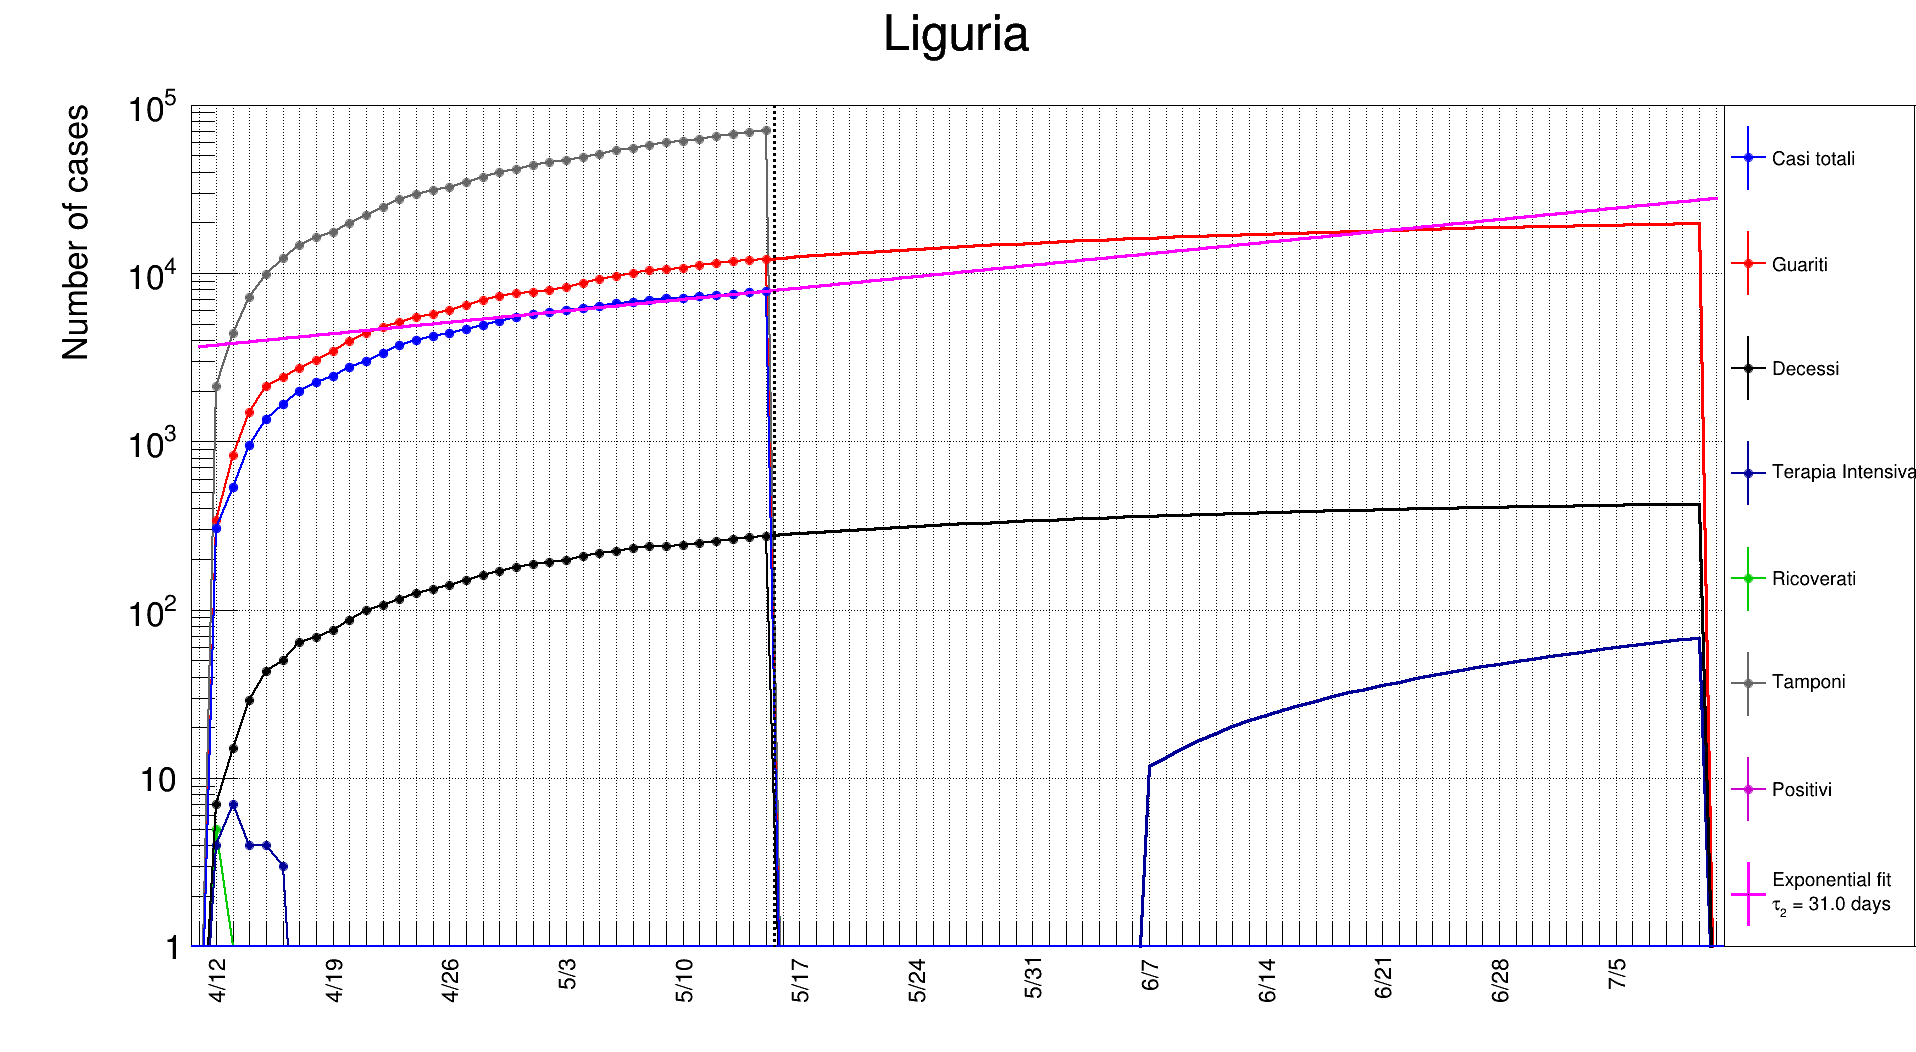 Liguria
Number of cases
10^5
10^4
10^3
10^2
10
1
4/12 4/19 4/26 5/3 5/10 5/17 5/24 5/31 6/7 6/14 6/21 6/28 7/5
Casi totali
Guariti
Decessi
Terapia Intensiva
Ricoverati
Tamponi
Positivi
Exponential fit
τ₂ = 31.0 days